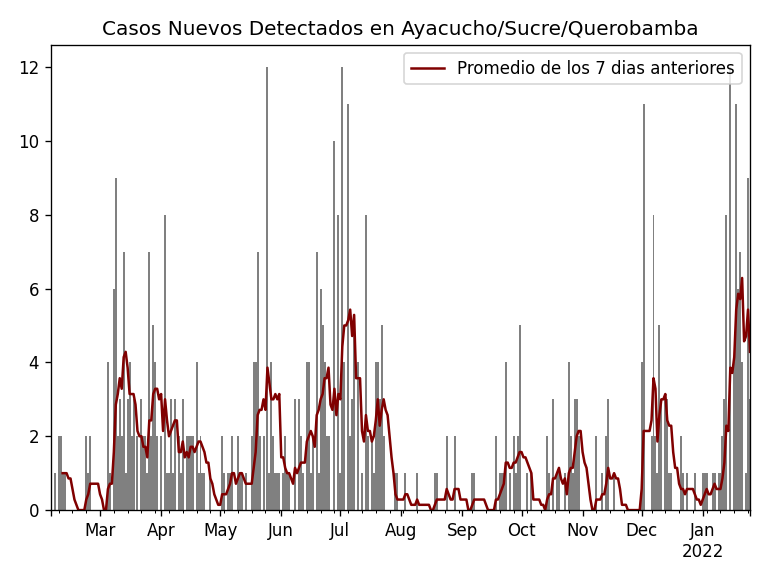 Casos Nuevos Detectados en Ayacucho/Sucre/Querobamba
Promedio de los 7 dias anteriores
12
10
8
6
4
2
0
Mar Apr May Jun Jul Aug Sep Oct Nov Dec Jan
2022